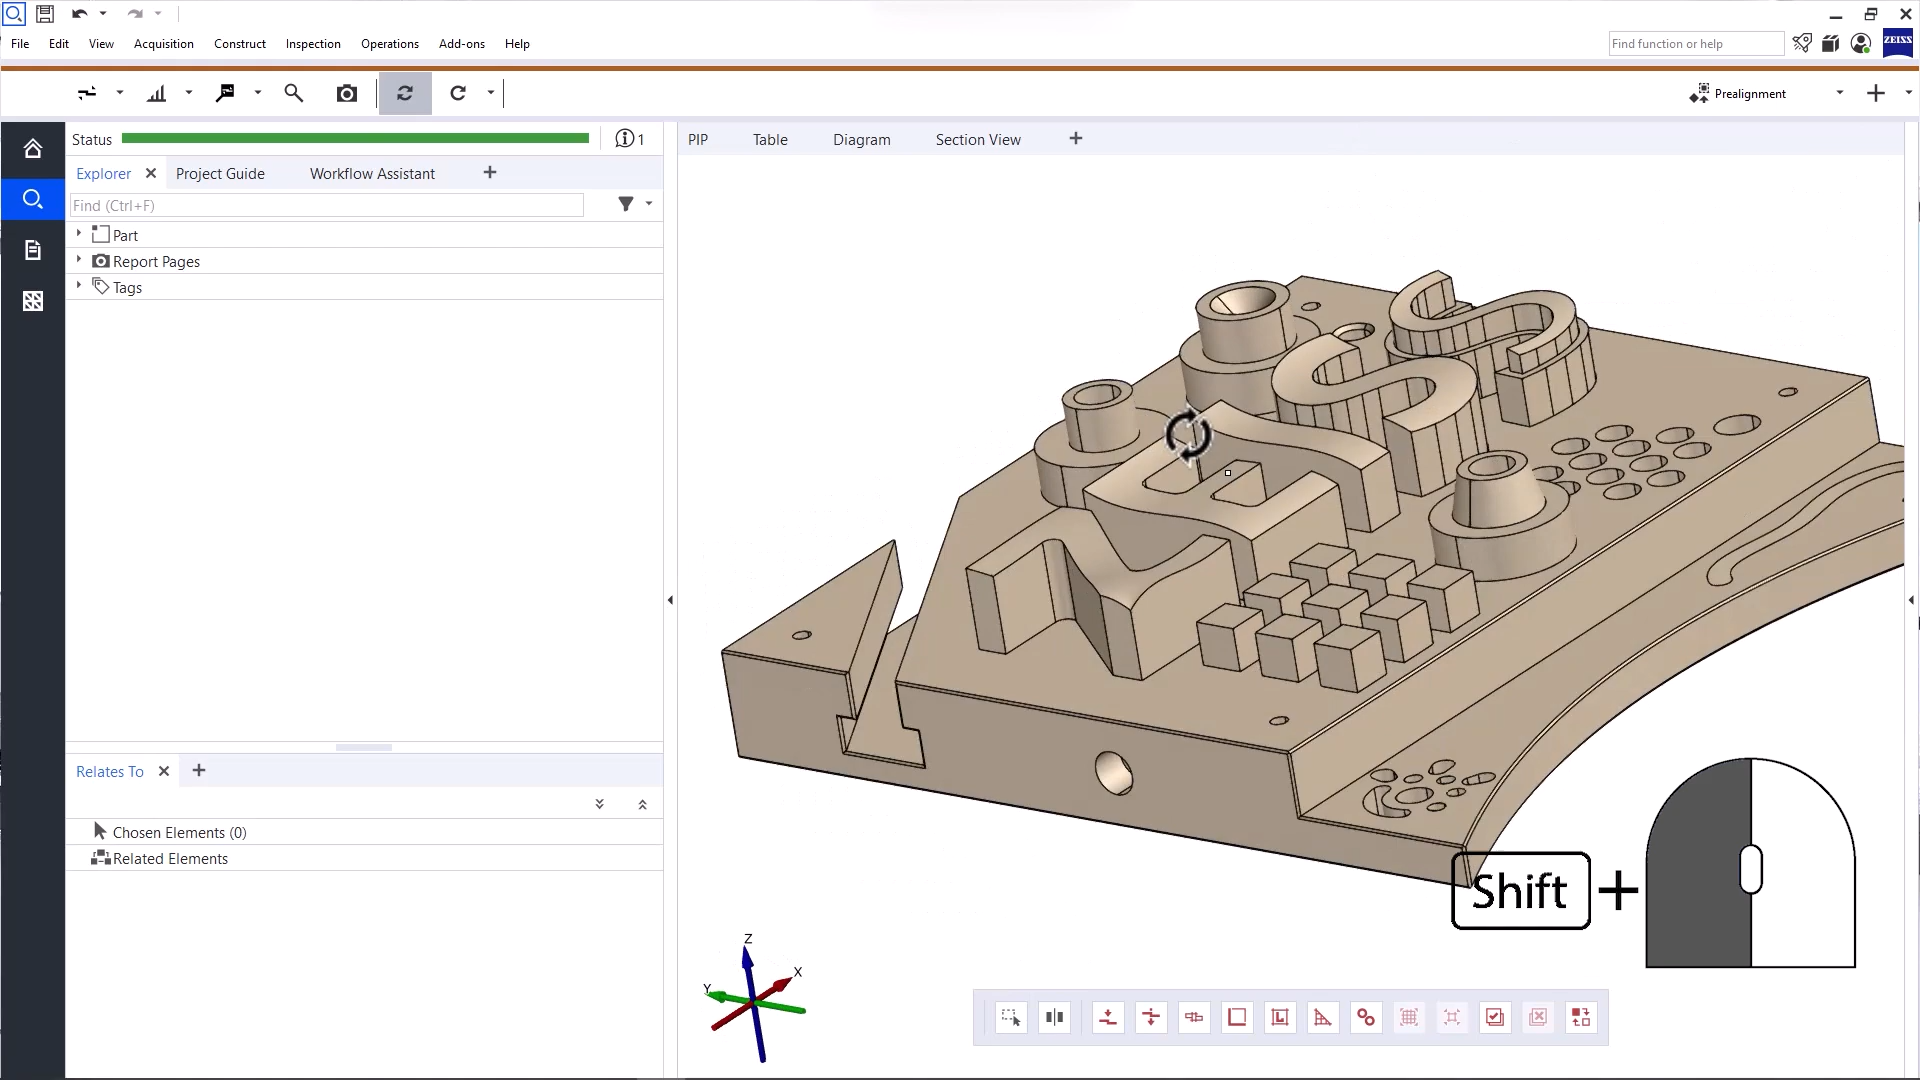 File Edit View Acquisition Construct Inspection Operations Add-ons Help
Find function or help
ZEISS
Prealignment
Status
1
PIP Table Diagram Section View
Explorer Project Guide Workflow Assistant
Find (Ctrl+F)
Part
Report Pages
Tags
Relates To
Chosen Elements (0)
Related Elements
Shift +
Z
X
Y